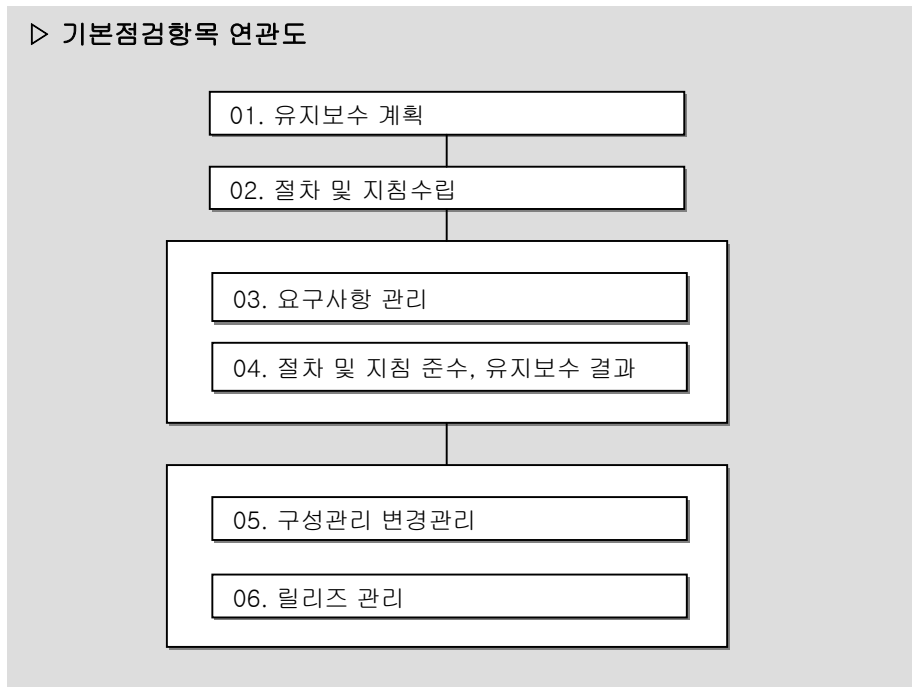 ▷ 기본점검항목 연관도
01. 유지보수 계획
02. 절차 및 지침수립
03. 요구사항 관리
04. 절차 및 지침 준수, 유지보수 결과
05. 구성관리 변경관리
06. 릴리즈 관리